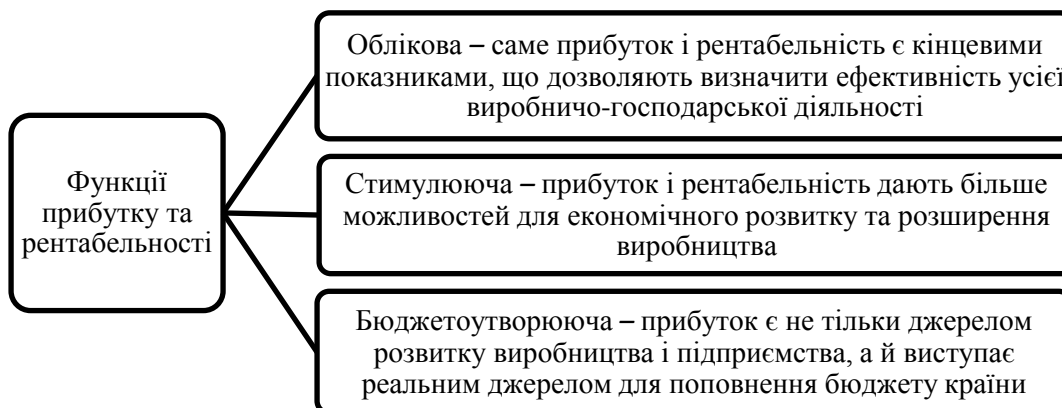 Функції
прибутку та
рентабельності
Облікова – саме прибуток і рентабельність є кінцевими
показниками, що дозволяють визначити ефективність усієї
виробничо-господарської діяльності
Стимулююча – прибуток і рентабельність дають більше
можливостей для економічного розвитку та розширення
виробництва
Бюджетоутворююча – прибуток є не тільки джерелом
розвитку виробництва і підприємства, а й виступає
реальним джерелом для поповнення бюджету країни